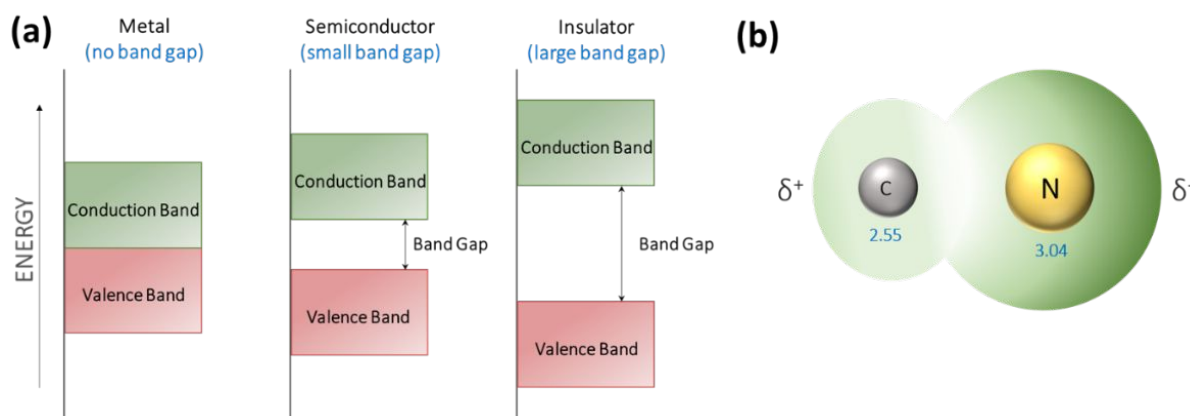 (a)
Metal
(no band gap)
Semiconductor
(small band gap)
Insulator
(large band gap)
ENERGY
Conduction Band
Valence Band
Conduction Band
Band Gap
Valence Band
Conduction Band
Band Gap
Valence Band
(b)
δ+
C
2.55
N
3.04
δ-